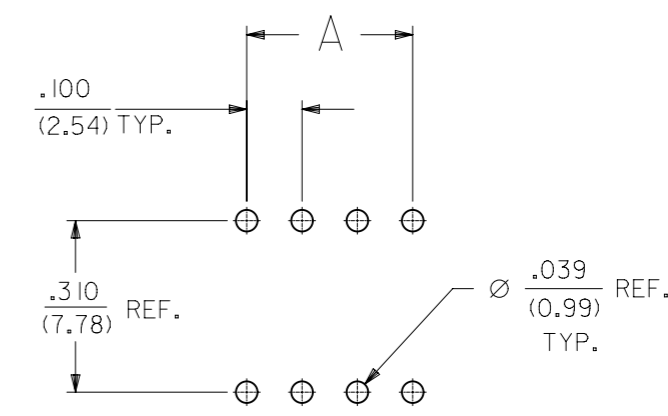 A
.100
(2.54) TYP.
.310
(7.78) REF.
Ø .039
(0.99) REF.
TYP.